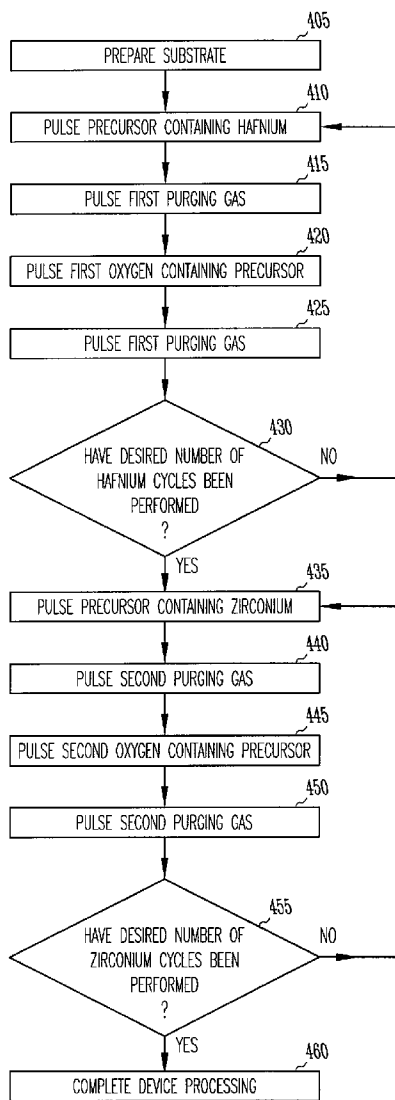 405
PREPARE SUBSTRATE
410
PULSE PRECURSOR CONTAINING HAFNIUM
415
PULSE FIRST PURGING GAS
420
PULSE FIRST OXYGEN CONTAINING PRECURSOR
425
PULSE FIRST PURGING GAS
430
HAVE DESIRED NUMBER OF
HAFNIUM CYCLES BEEN
PERFORMED
?
NO
YES
435
PULSE PRECURSOR CONTAINING ZIRCONIUM
440
PULSE SECOND PURGING GAS
445
PULSE SECOND OXYGEN CONTAINING PRECURSOR
450
PULSE SECOND PURGING GAS
455
HAVE DESIRED NUMBER OF
ZIRCONIUM CYCLES BEEN
PERFORMED
?
NO
YES
460
COMPLETE DEVICE PROCESSING